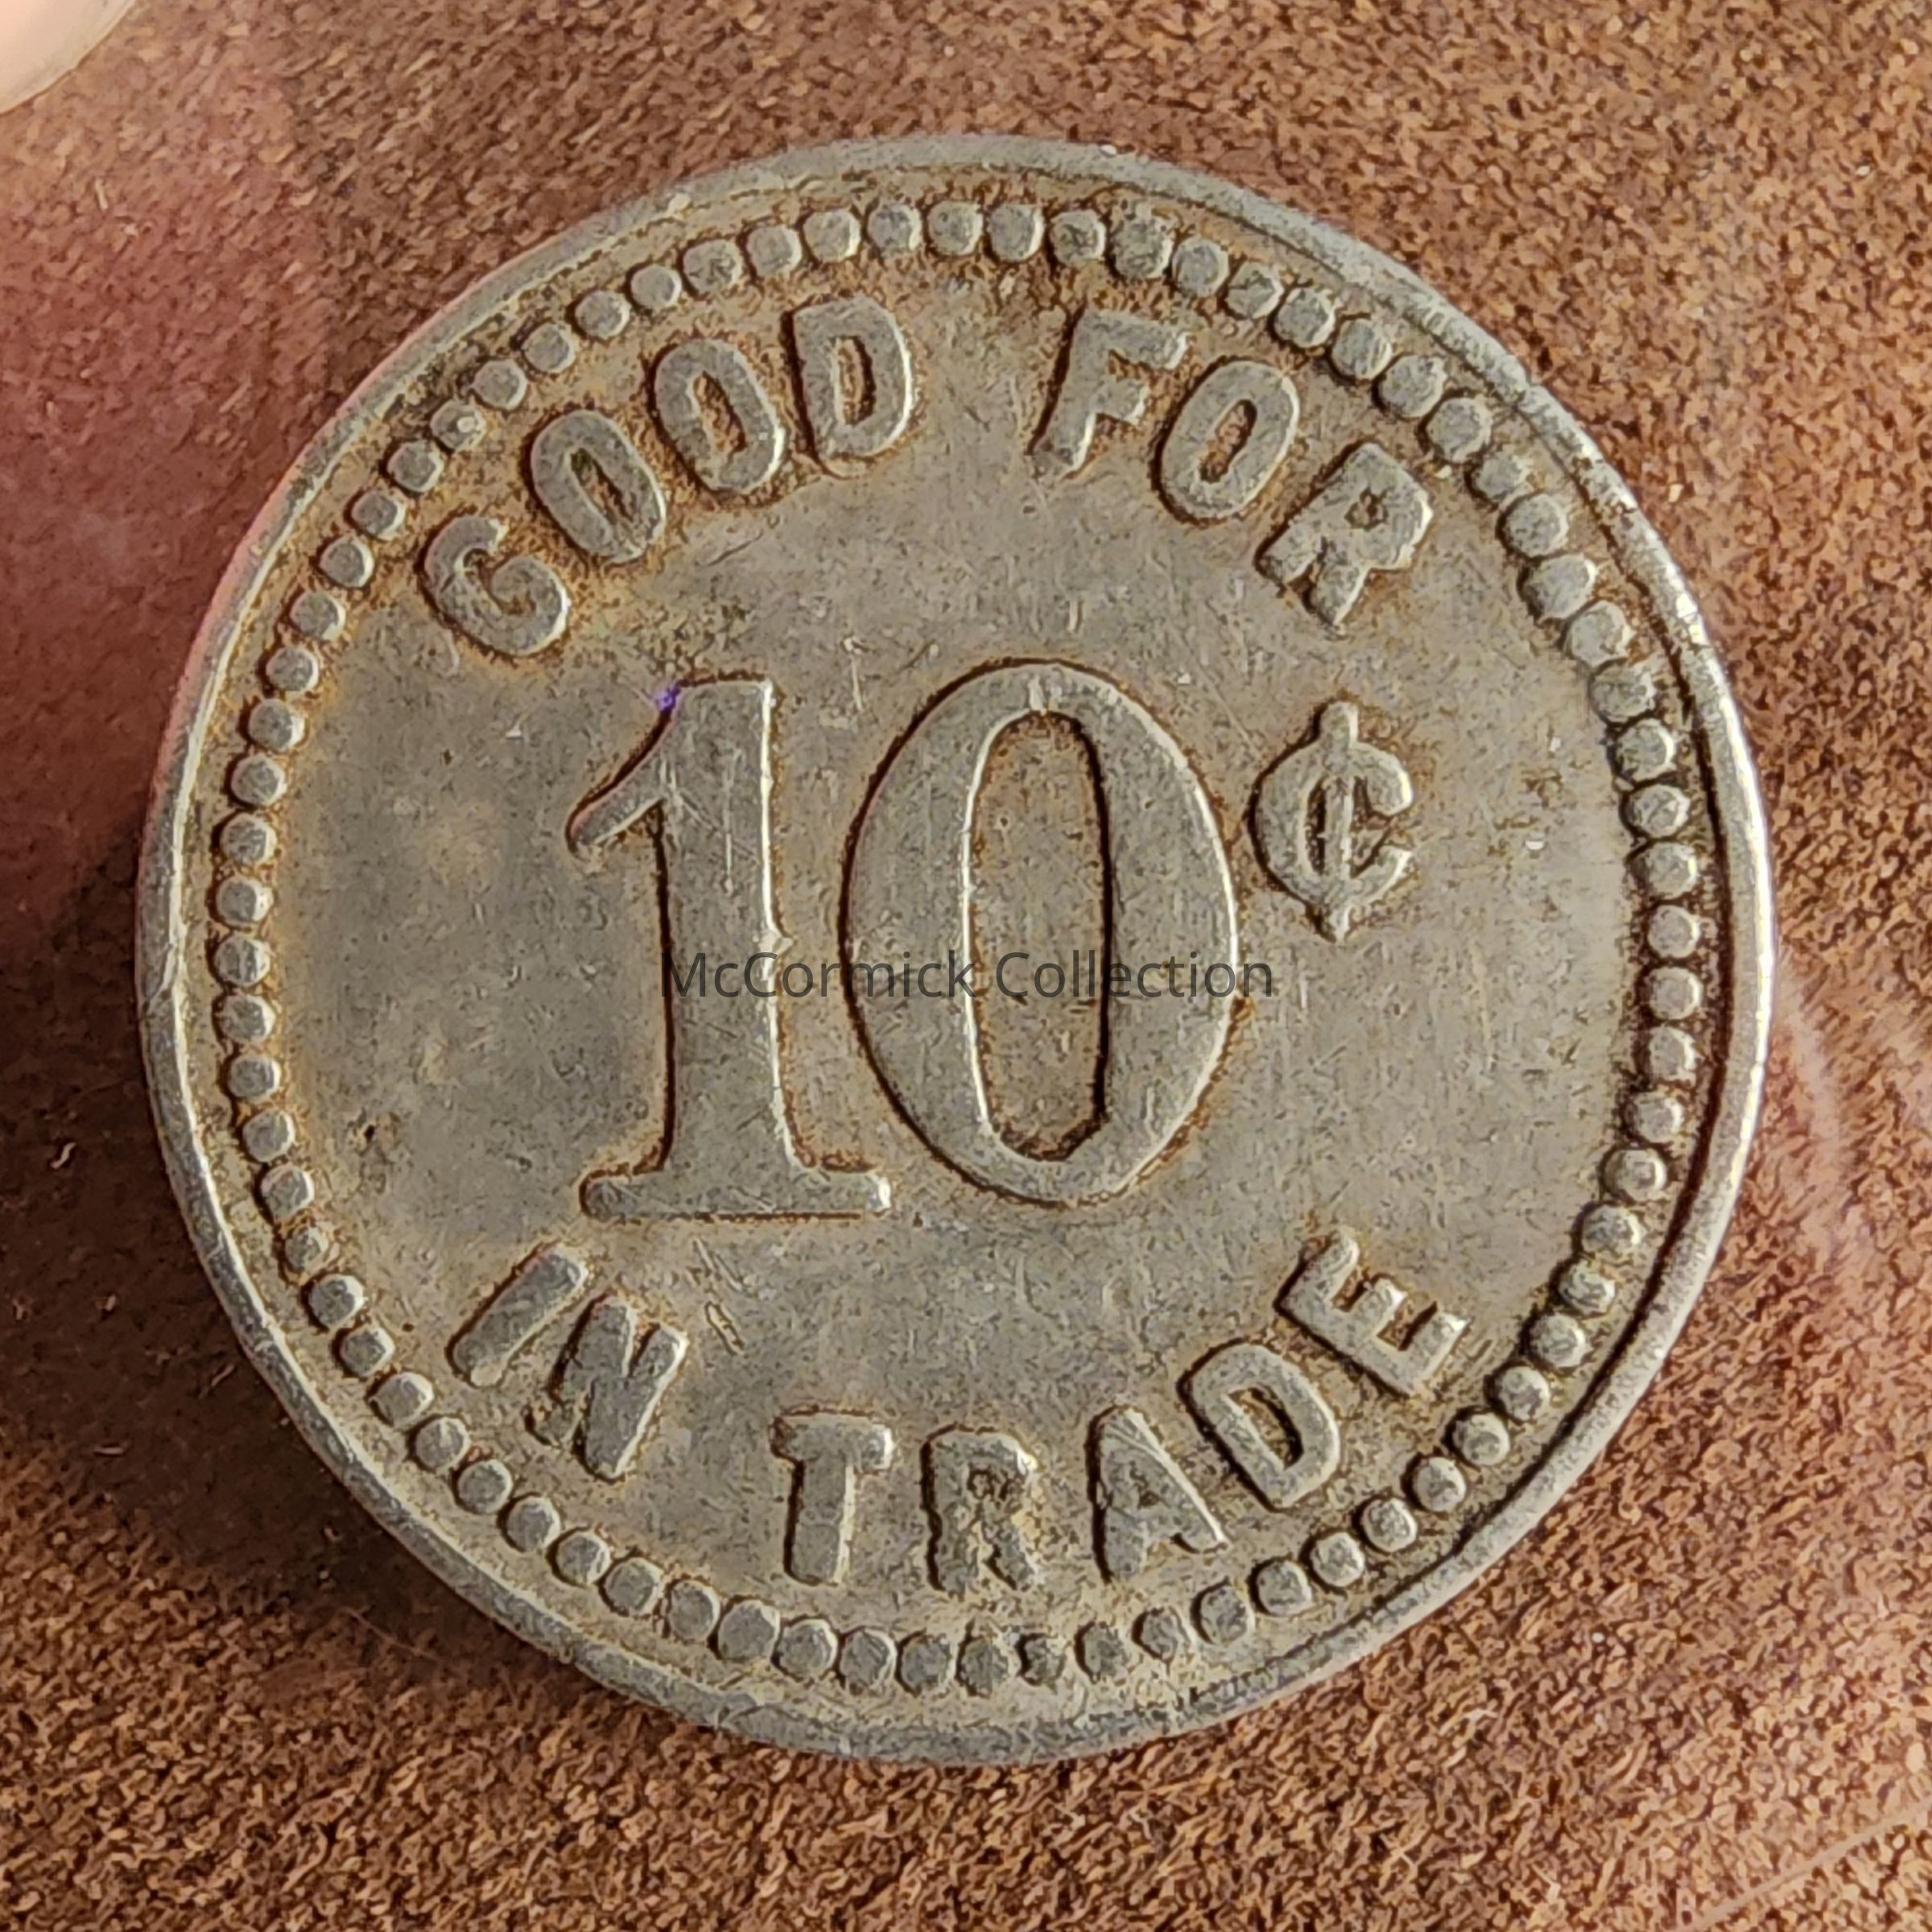 GOOD FOR
10¢
McCormick Collection
IN TRADE